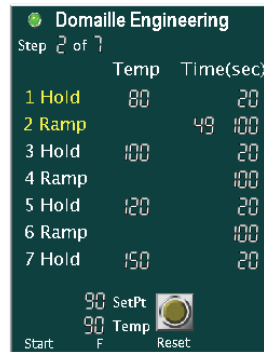 Domaille Engineering
Step 2 of 7
Temp Time(sec)
1 Hold 80 20
2 Ramp 49 100
3 Hold 100 20
4 Ramp 100
5 Hold 120 20
6 Ramp 100
7 Hold 150 20
90 SetPt
90 Temp
Start F Reset